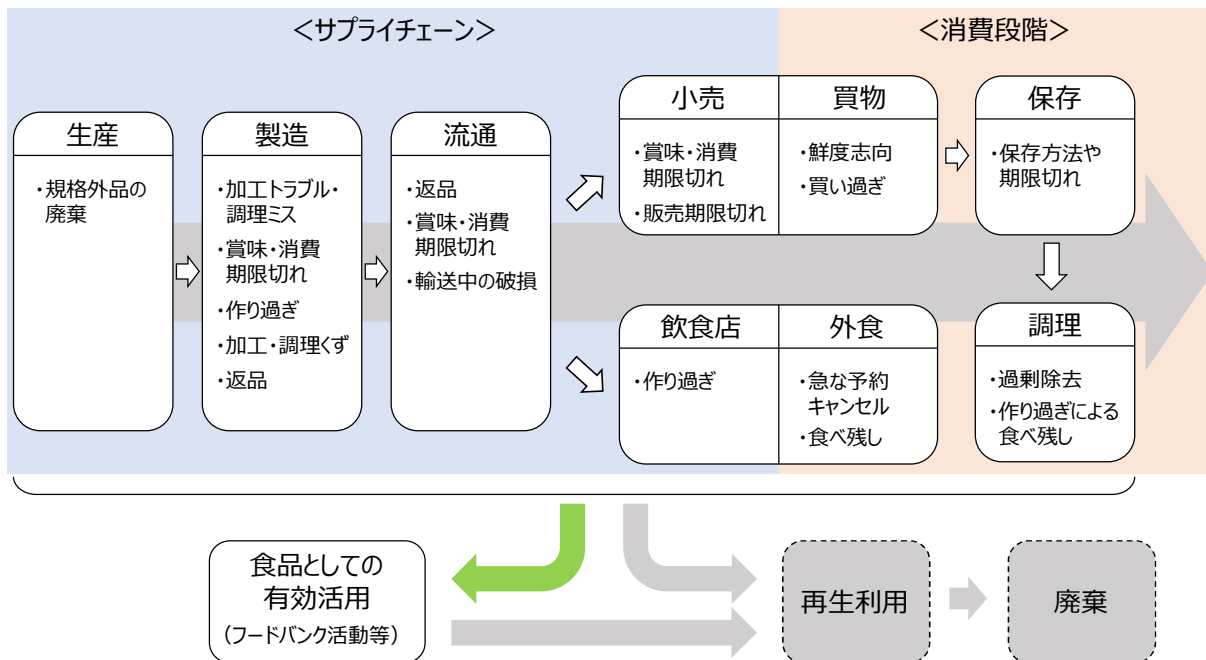 ＜サプライチェーン＞
＜消費段階＞
生産
・規格外品の
廃棄
製造
・加工トラブル・
調理ミス
・賞味・消費
期限切れ
・作り過ぎ
・加工・調理くず
・返品
流通
・返品
・賞味・消費
期限切れ
・輸送中の破損
小売
・賞味・消費
期限切れ
・販売期限切れ
買物
・鮮度志向
・買い過ぎ
保存
・保存方法や
期限切れ
飲食店
・作り過ぎ
外食
・急な予約
キャンセル
・食べ残し
調理
・過剰除去
・作り過ぎによる
食べ残し
食品としての
有効活用
（フードバンク活動等）
再生利用
廃棄